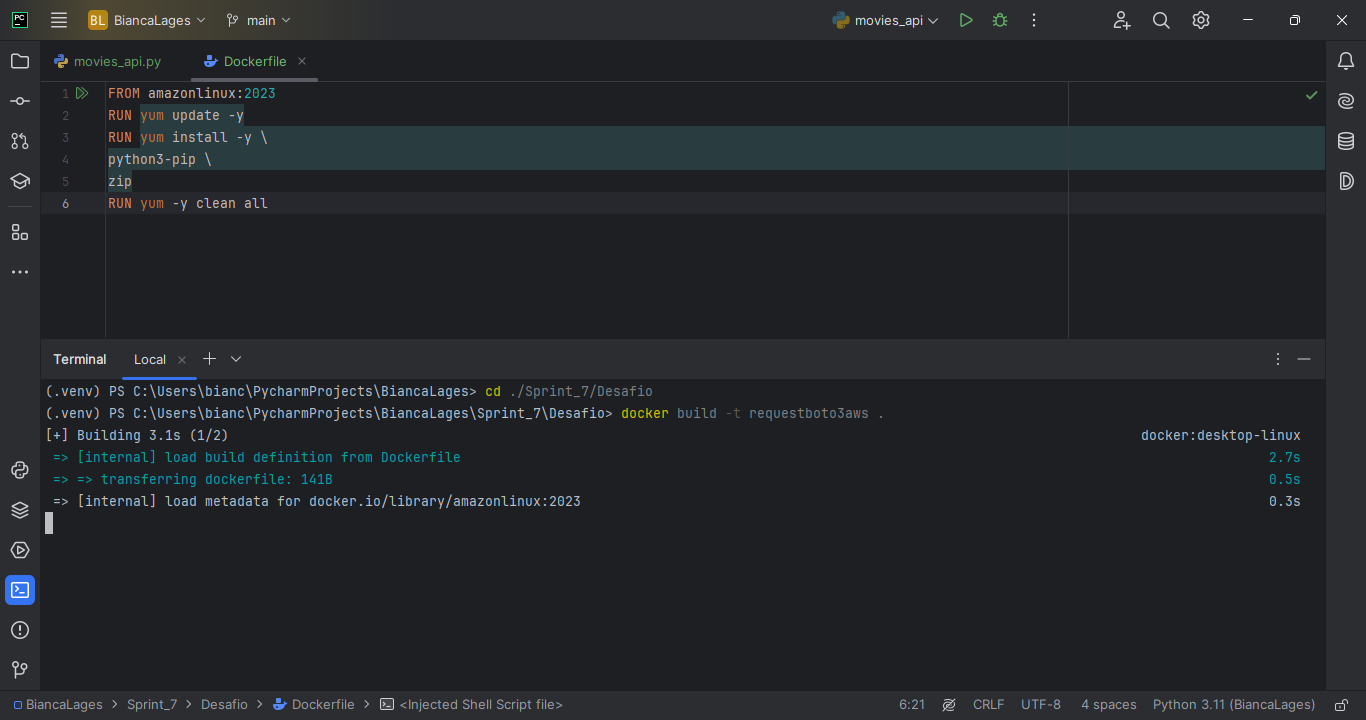 PC
BL BiancaLages
main
movies_api
movies_api.py
Dockerfile
1 FROM amazonlinux:2023
2 RUN yum update -y
3 RUN yum install -y \
4 python3-pip \
5 zip
6 RUN yum -y clean all
Terminal
Local
(.venv) PS C:\Users\bianc\PycharmProjects\BiancaLages> cd ./Sprint_7/Desafio
(.venv) PS C:\Users\bianc\PycharmProjects\BiancaLages\Sprint_7\Desafio> docker build -t requestboto3aws .
[+] Building 3.1s (1/2) docker:desktop-linux
=> [internal] load build definition from Dockerfile 2.7s
=> => transferring dockerfile: 141B 0.5s
=> [internal] load metadata for docker.io/library/amazonlinux:2023 0.3s
BiancaLages > Sprint_7 > Desafio > Dockerfile > <Injected Shell Script file>
6:21
CRLF
UTF-8
4 spaces
Python 3.11 (BiancaLages)